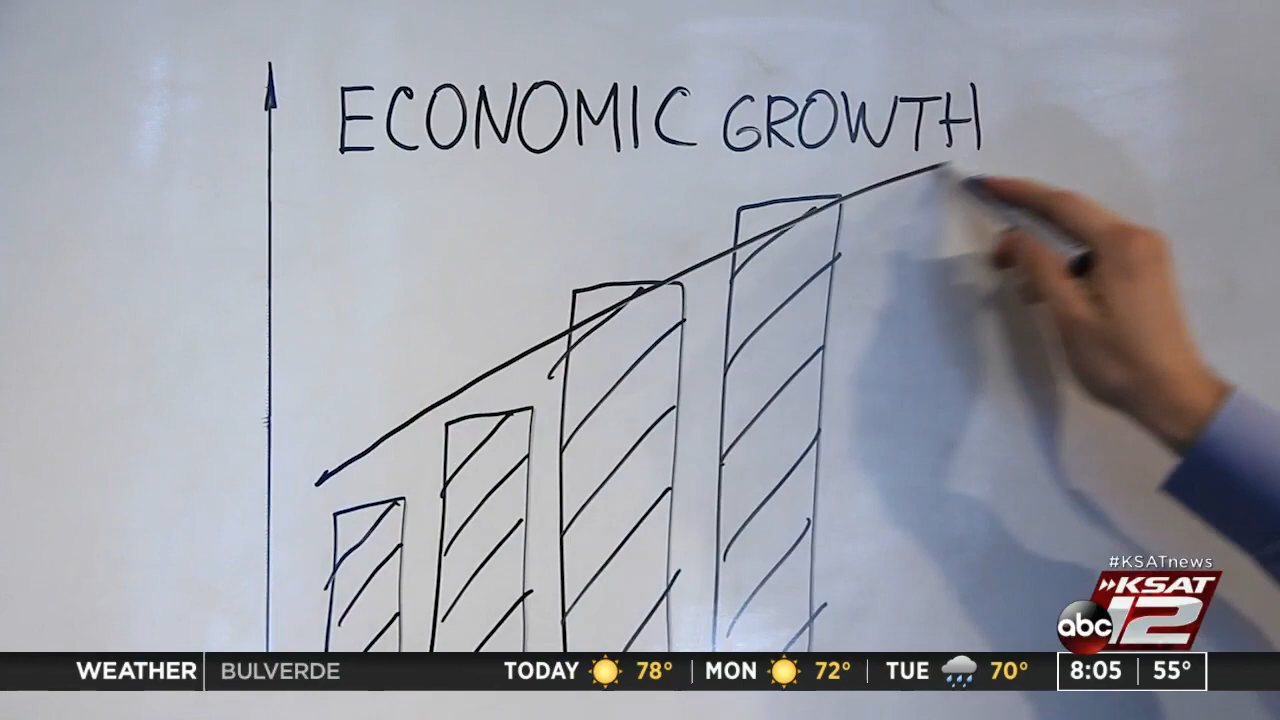 ECONOMIC GROWTH
#KSATnews
KSAT
abc 12
WEATHER BULVERDE TODAY 78° MON 72° TUE 70° 8:05 55°